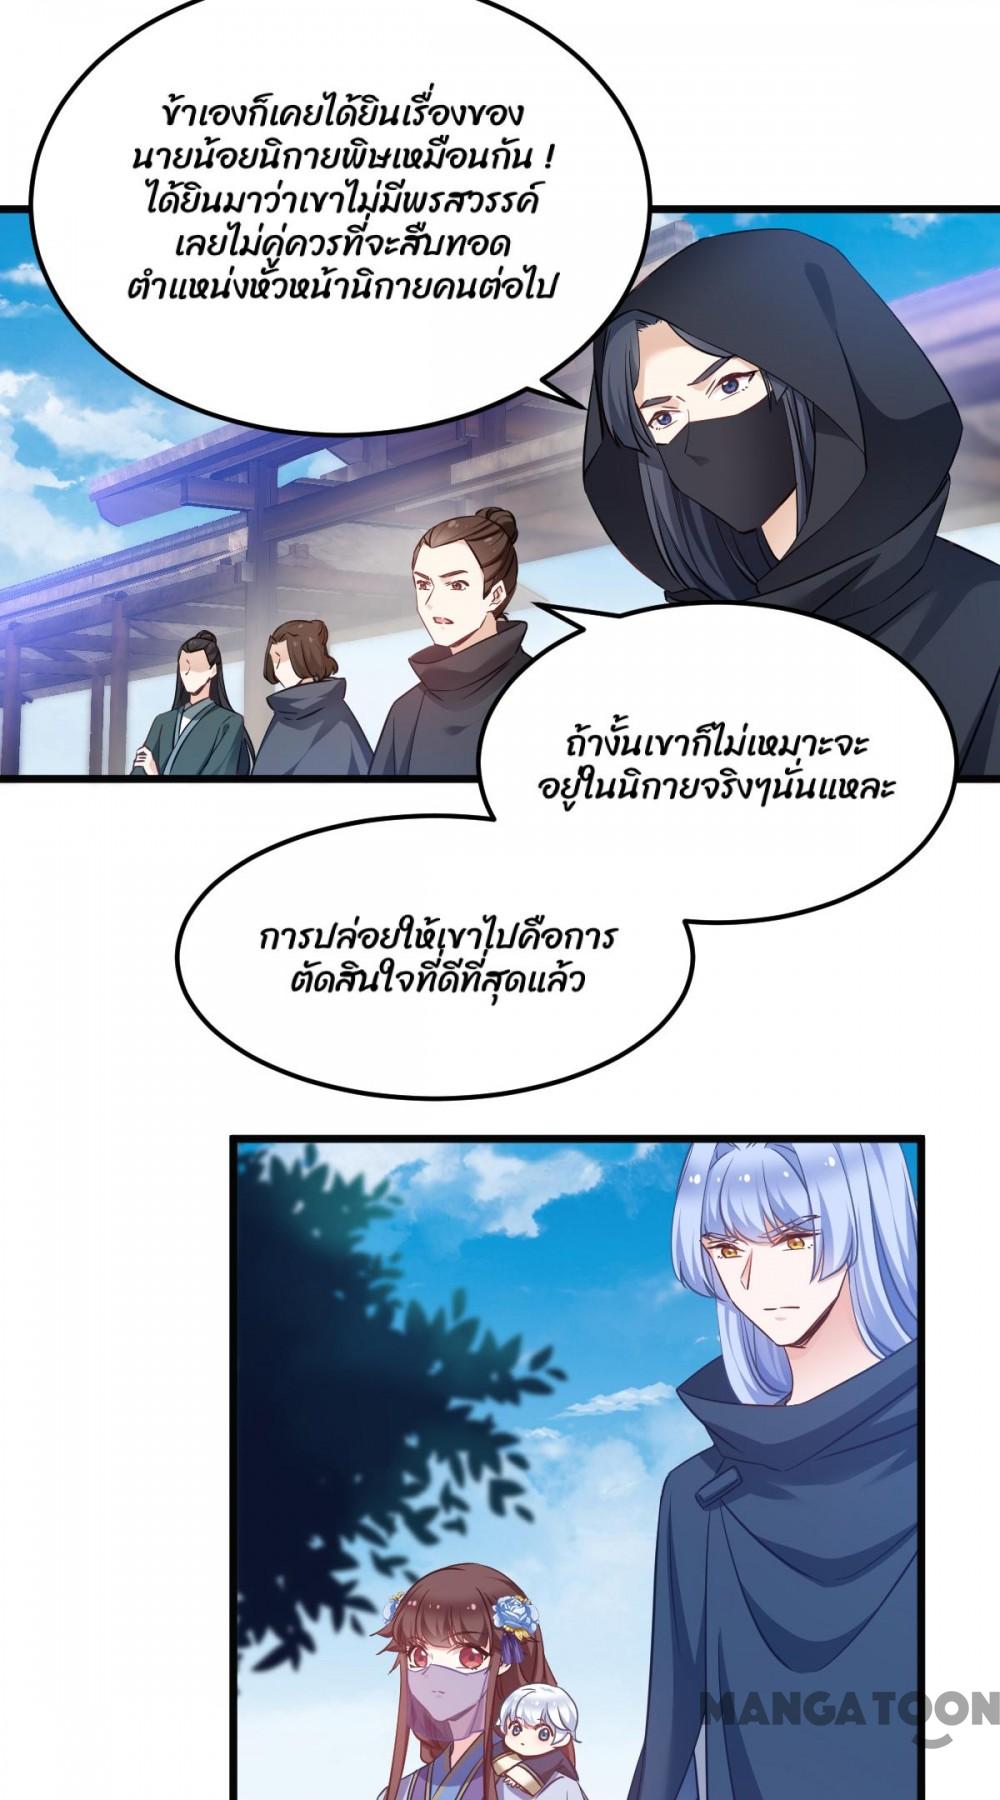 ข้าเองก็เคยได้ยินเรื่องของ
นายน้อยนิกายพิษเหมือนกัน !
ได้ยินมาว่าเขาไม่มีพรสวรรค์
เลยไม่คู่ควรที่จะสืบทอด
ตำแหน่งหัวหน้านิกายคนต่อไป
ถ้างั้นเขาก็ไม่เหมาะจะ
อยู่ในนิกายจริงๆนั่นแหละ
การปล่อยให้เขาไปคือการ
ตัดสินใจที่ดีที่สุดแล้ว
MANGATOON